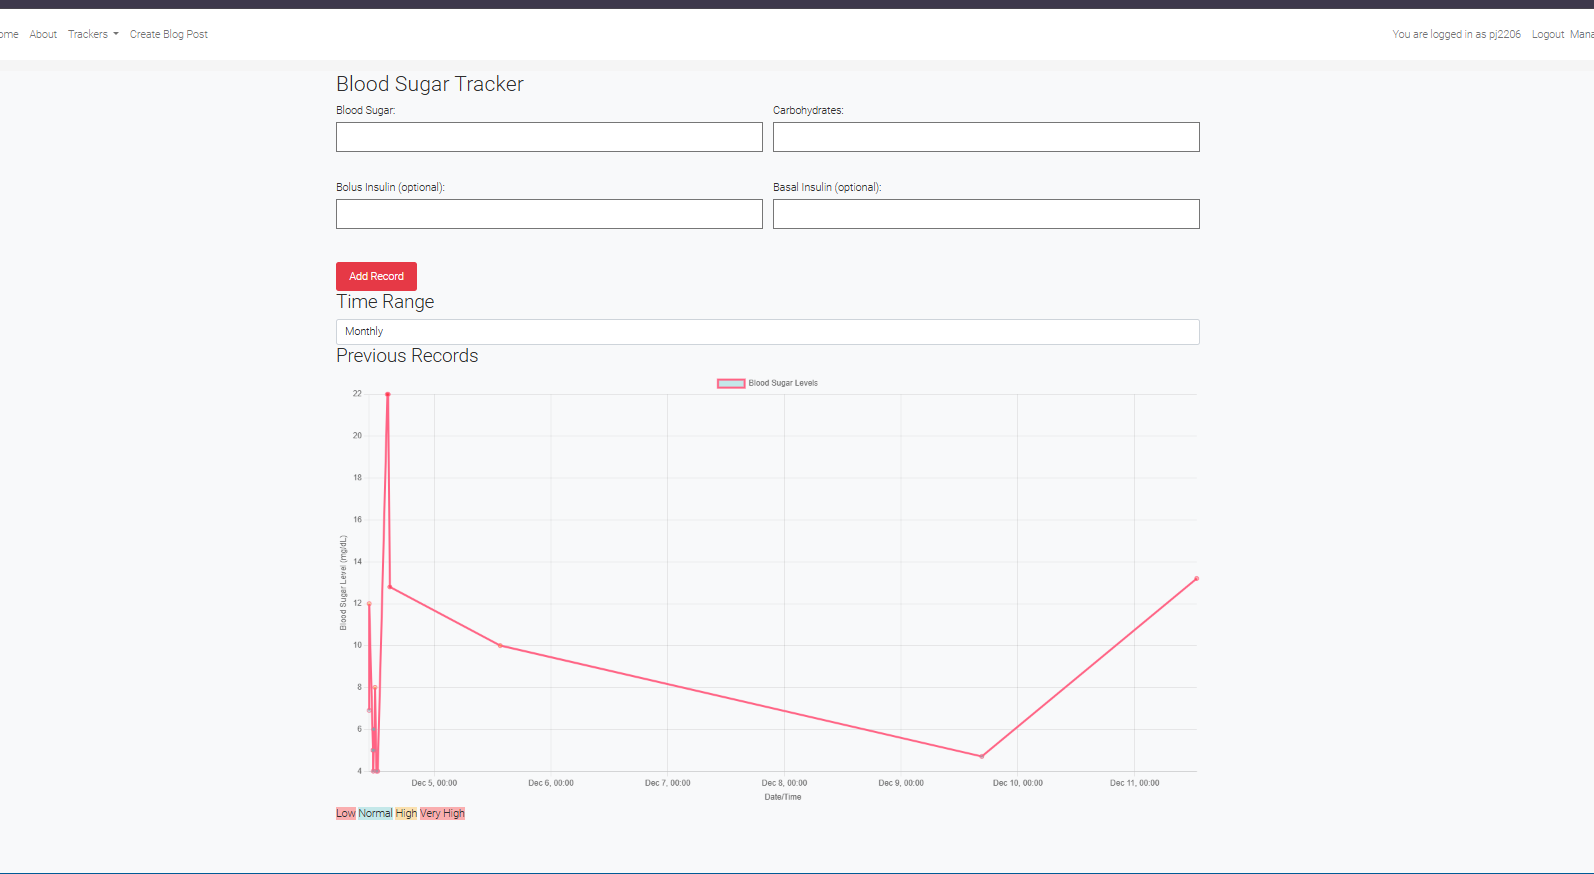 ome About Trackers Create Blog Post You are logged in as pj2206 Logout Mana
Blood Sugar Tracker
Blood Sugar: Carbohydrates:
Bolus Insulin (optional): Basal Insulin (optional):
Add Record
Time Range
Monthly
Previous Records
Blood Sugar Levels
22
20
18
16
14
12
10
8
6
4
Blood Sugar Level (mg/dL)
Dec 5, 00:00 Dec 6, 00:00 Dec 7, 00:00 Dec 8, 00:00 Dec 9, 00:00 Dec 10, 00:00 Dec 11, 00:00
Date/Time
Low Normal High Very High